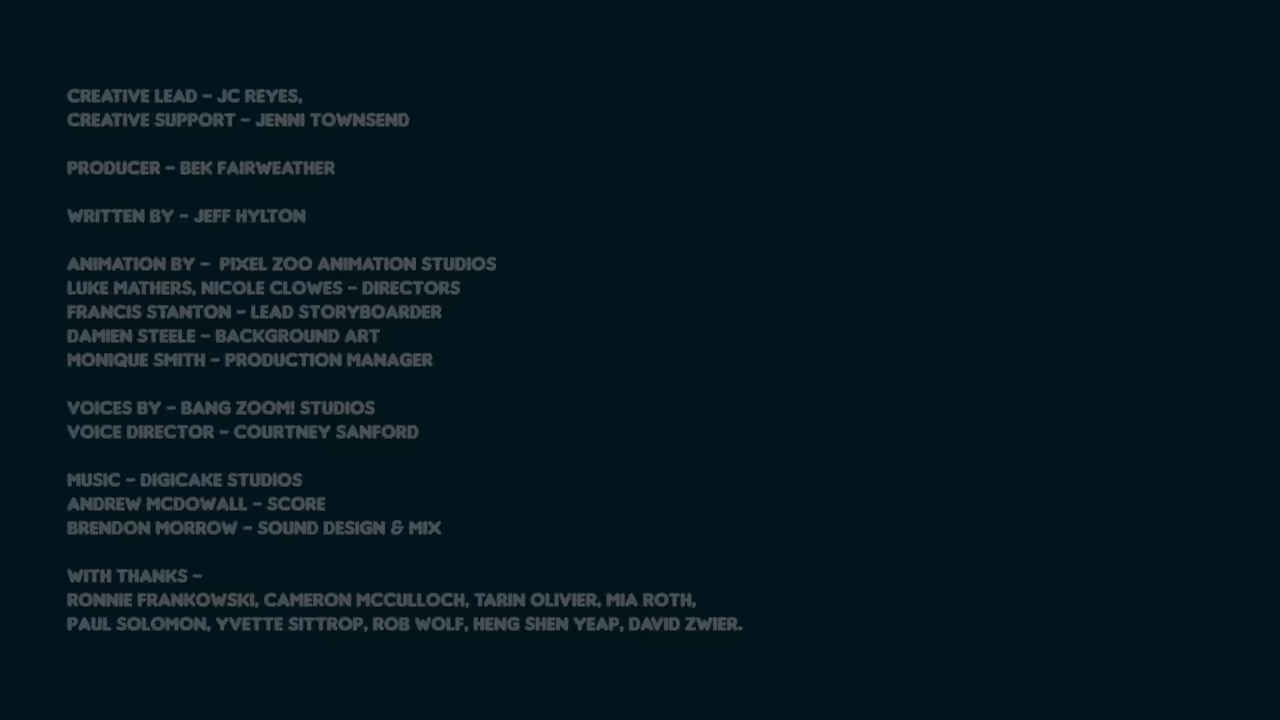 CREATIVE LEAD - JC REYES,
CREATIVE SUPPORT - JENNI TOWNSEND
PRODUCER - BEK FAIRWEATHER
WRITTEN BY - JEFF HYLTON
ANIMATION BY - PIXEL ZOO ANIMATION STUDIOS
LUKE MATHERS, NICOLE CLOWES - DIRECTORS
FRANCIS STANTON - LEAD STORYBOARDER
DAMIEN STEELE - BACKGROUND ART
MONIQUE SMITH - PRODUCTION MANAGER
VOICES BY - BANG ZOOM! STUDIOS
VOICE DIRECTOR - COURTNEY SANFORD
MUSIC - DIGICAKE STUDIOS
ANDREW MCDOWALL - SCORE
BRENDON MORROW - SOUND DESIGN & MIX
WITH THANKS -
RONNIE FRANKOWSKI, CAMERON MCCULLOCH, TARIN OLIVIER, MIA ROTH,
PAUL SOLOMON, YVETTE SITTROP, ROB WOLF, HENG SHEN YEAP, DAVID ZWIER.